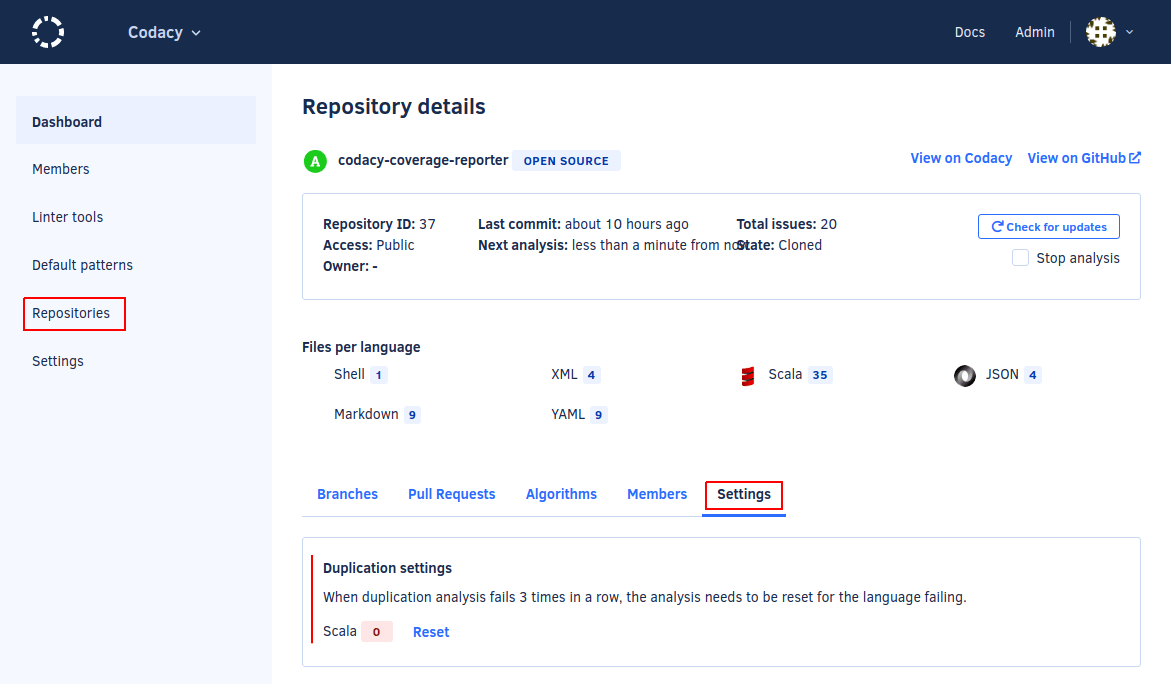 Codacy
Docs
Admin
Dashboard
Members
Linter tools
Default patterns
Repositories
Settings
Repository details
A codacy-coverage-reporter OPEN SOURCE
View on Codacy View on GitHub
Repository ID: 37 Last commit: about 10 hours ago Total issues: 20
Access: Public Next analysis: less than a minute from now State: Cloned
Owner: -
Check for updates
Stop analysis
Files per language
Shell 1 XML 4 Scala 35 JSON 4
Markdown 9 YAML 9
Branches Pull Requests Algorithms Members Settings
Duplication settings
When duplication analysis fails 3 times in a row, the analysis needs to be reset for the language failing.
Scala 0 Reset